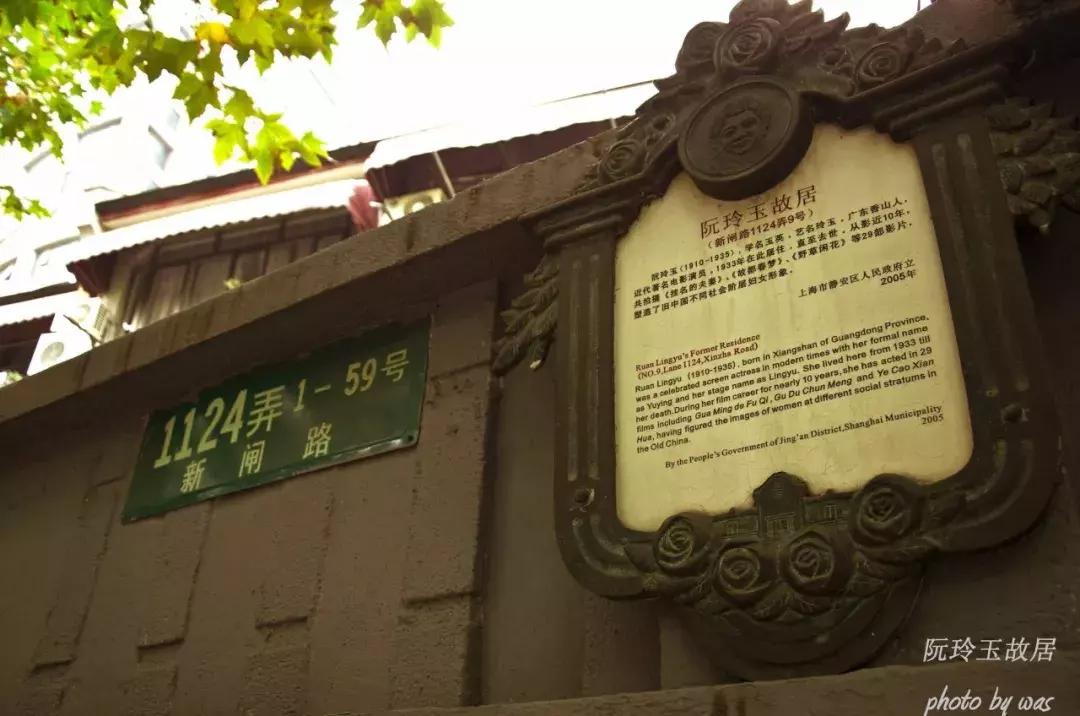 1124弄 1-59号
新闸路
阮玲玉故居
(新闸路1124弄9号)
阮玲玉(1910-1935), 学名玉英, 艺名玲玉, 广东香山人,
近代著名电影演员, 1933年在此居住, 直至去世, 从影近10年,
共拍摄《挂名的夫妻》、《故都春梦》、《野草闲花》等29部影片,
塑造了旧中国不同社会阶层妇女形象.
上海市静安区人民政府立
2005年
Ruan Lingyu's Former Residence
(NO.9, Lane 1124, Xinzha Road)
Ruan Lingyu (1910-1935), born in Xiangshan of Guangdong Province,
was a celebrated screen actress in modern times with her formal name
as Yuying and her stage name as Lingyu. She lived here from 1933 till
her death.During her film career for nearly 10 years, she has acted in 29
films including Gua Ming de Fu Qi , Gu Du Chun Meng and Ye Cao Xian
Hua, having figured the images of women at different social stratums in
the Old China.
By the People's Government of Jing'an District,Shanghai Municipality
2005
阮玲玉故居
photo by was